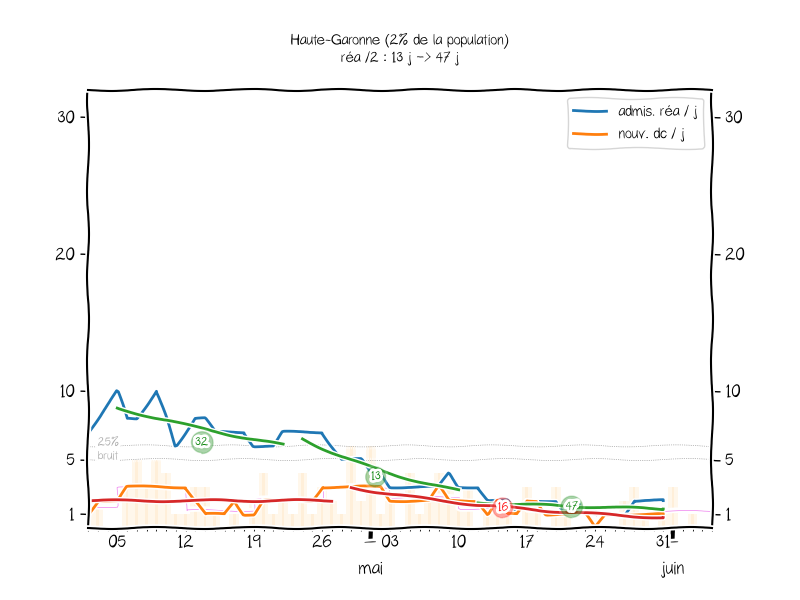 Haute-Garonne (2% de la population)
réa /2 : 13 j -> 47 j
admis. réa / j
nouv. dc / j
30 30
20 20
10 10
25%
bruit
5 5
1 1
32
13
16
47
05 12 19 26 03 10 17 24 31
mai juin